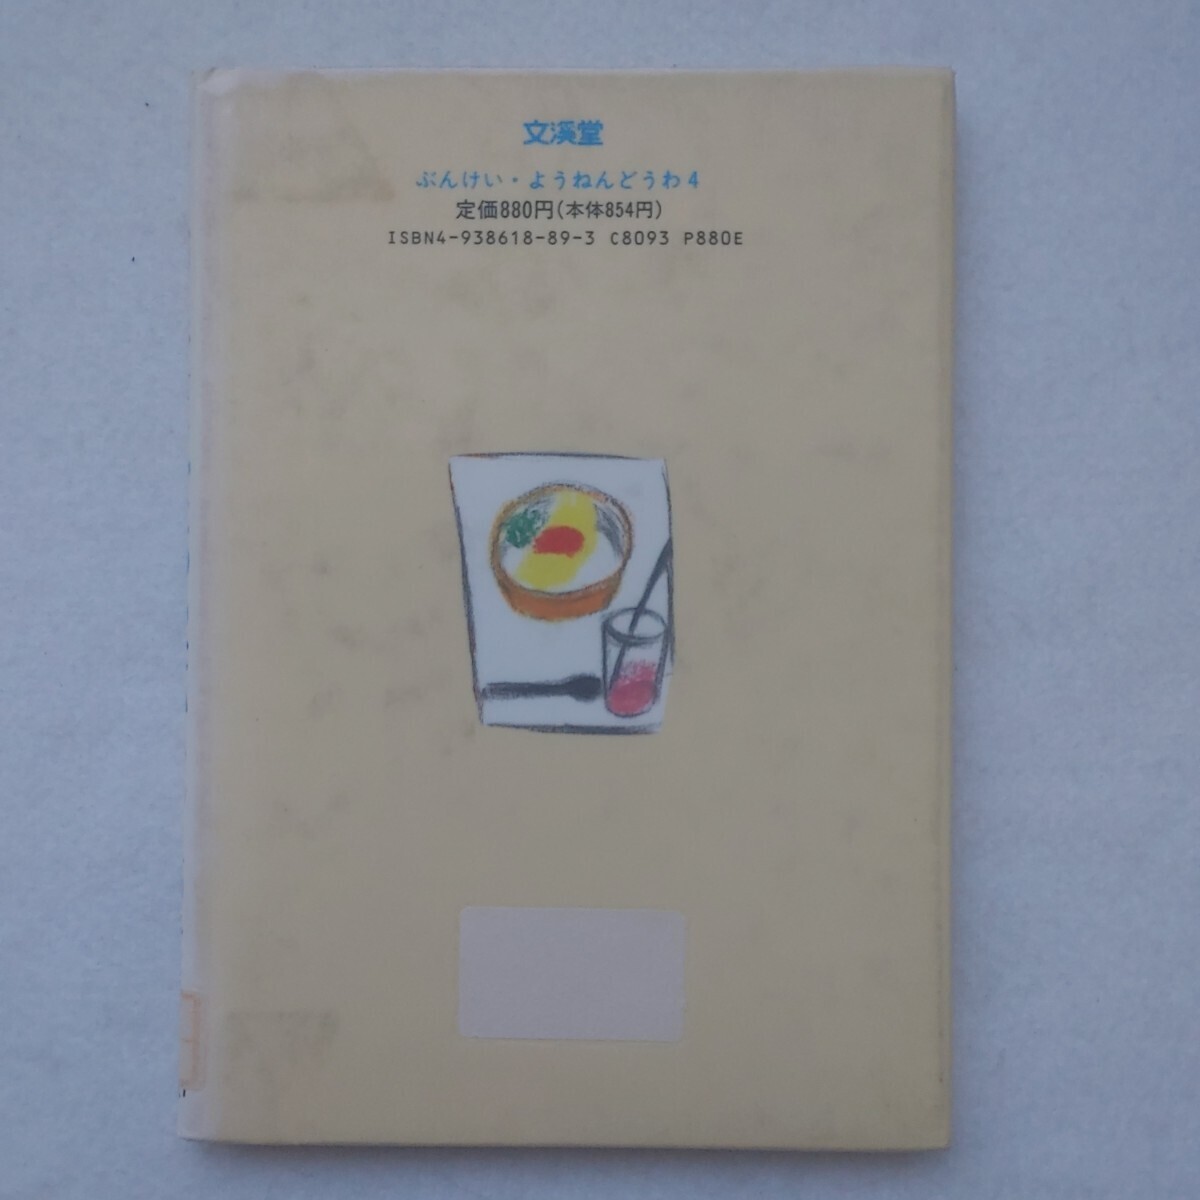 文溪堂
ぶんけい・ようねんどうわ4
定価880円(本体854円)
ISBN4-938618-89-3 C8093 P880E